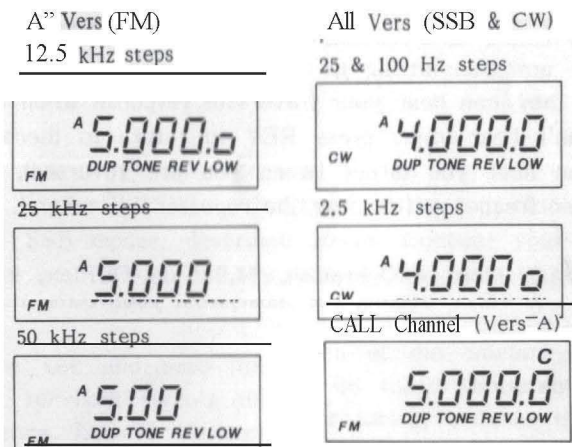 A” Vers (FM)
12.5 kHz steps
A 5.000.o
DUP TONE REV LOW
FM
25 kHz steps
A 5.000
FM
50 kHz steps
A 5.00
DUP TONE REV LOW
FM
All Vers (SSB & CW)
25 & 100 Hz steps
A 4.000.0
CW DUP TONE REV LOW
2.5 kHz steps
A 4.000o
CW
CALL Channel (Vers A)
C
5.000.0
DUP TONE REV LOW
FM